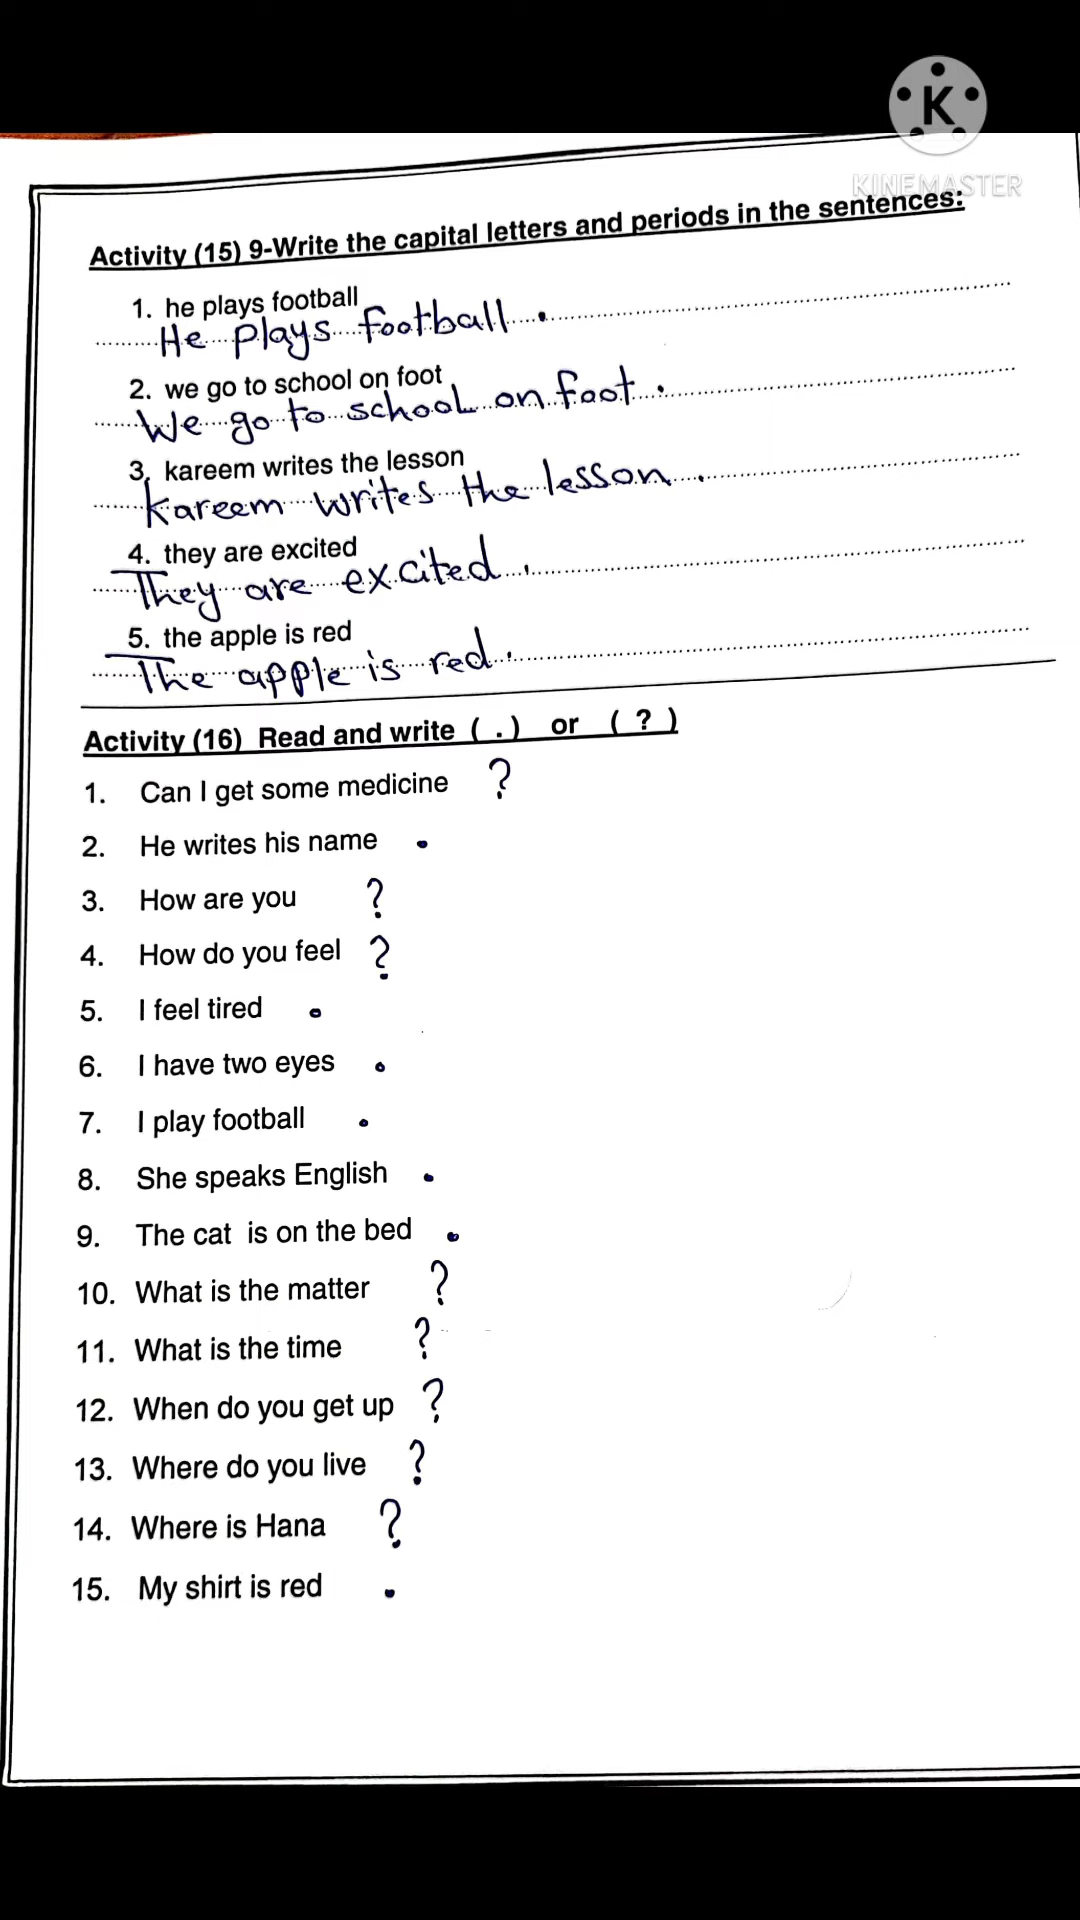 K
KINEMASTER
Activity (15) 9-Write the capital letters and periods in the sentences:
1. he plays football
He plays football .
2. we go to school on foot
We go to school on foot .
3. kareem writes the lesson
Kareem writes the lesson .
4. they are excited
They are excited .
5. the apple is red
The apple is red .
Activity (16) Read and write ( . ) or ( ? )
1. Can I get some medicine ?
2. He writes his name .
3. How are you ?
4. How do you feel ?
5. I feel tired .
6. I have two eyes .
7. I play football .
8. She speaks English .
9. The cat is on the bed .
10. What is the matter ?
11. What is the time ?
12. When do you get up ?
13. Where do you live ?
14. Where is Hana ?
15. My shirt is red .